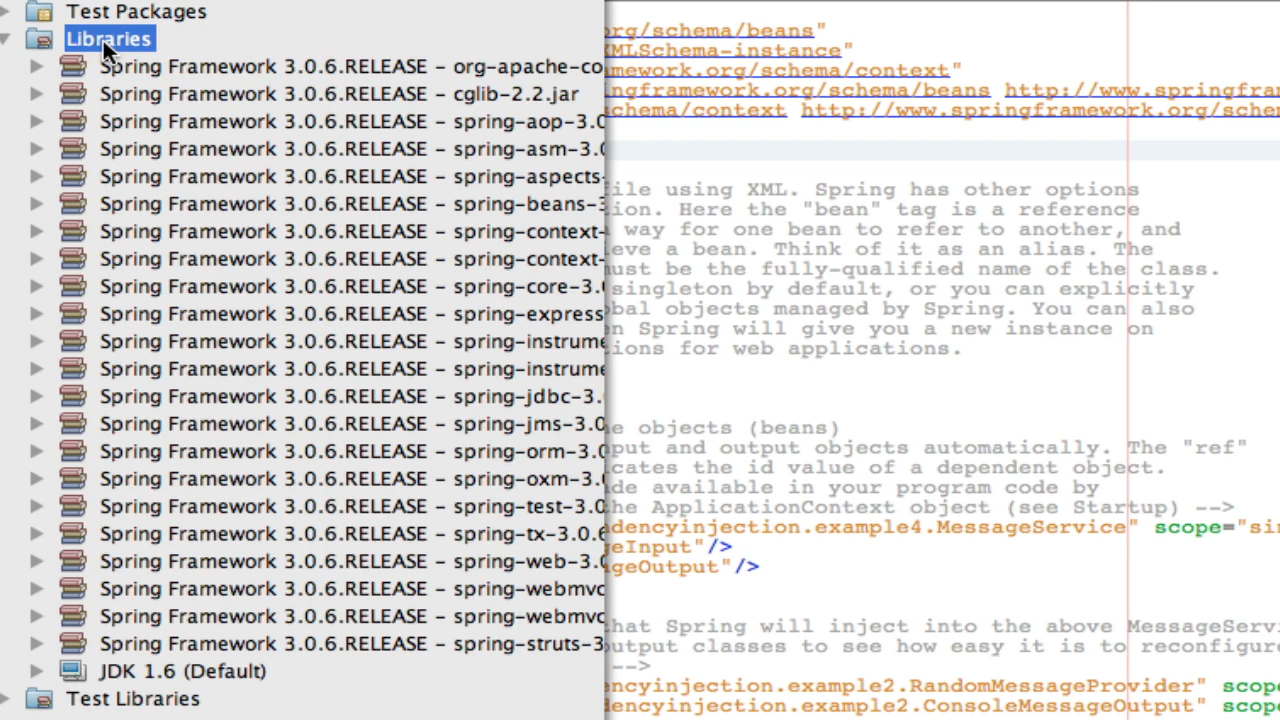 Test Packages
Libraries
Spring Framework 3.0.6.RELEASE – org-apache-co
Spring Framework 3.0.6.RELEASE – cglib-2.2.jar
Spring Framework 3.0.6.RELEASE – spring-aop-3.0
Spring Framework 3.0.6.RELEASE – spring-asm-3.0
Spring Framework 3.0.6.RELEASE – spring-aspects-
Spring Framework 3.0.6.RELEASE – spring-beans-3
Spring Framework 3.0.6.RELEASE – spring-context-
Spring Framework 3.0.6.RELEASE – spring-context-
Spring Framework 3.0.6.RELEASE – spring-core-3.0
Spring Framework 3.0.6.RELEASE – spring-express
Spring Framework 3.0.6.RELEASE – spring-instrume
Spring Framework 3.0.6.RELEASE – spring-instrume
Spring Framework 3.0.6.RELEASE – spring-jdbc-3.
Spring Framework 3.0.6.RELEASE – spring-jms-3.0
Spring Framework 3.0.6.RELEASE – spring-orm-3.0
Spring Framework 3.0.6.RELEASE – spring-oxm-3.
Spring Framework 3.0.6.RELEASE – spring-test-3.0
Spring Framework 3.0.6.RELEASE – spring-tx-3.0.6
Spring Framework 3.0.6.RELEASE – spring-web-3.0
Spring Framework 3.0.6.RELEASE – spring-webmvc
Spring Framework 3.0.6.RELEASE – spring-webmvc
Spring Framework 3.0.6.RELEASE – spring-struts-3
JDK 1.6 (Default)
Test Libraries
org/schema/beans"
XMLSchema-instance"
mework.org/schema/context"
ngframework.org/schema/beans http://www.springfram
schema/context http://www.springframework.org/schem
file using XML. Spring has other options
ion. Here the "bean" tag is a reference
way for one bean to refer to another, and
ieve a bean. Think of it as an alias. The
must be the fully-qualified name of the class.
singleton by default, or you can explicitly
bal objects managed by Spring. You can also
en Spring will give you a new instance on
ions for web applications.
e objects (beans)
put and output objects automatically. The "ref"
icates the id value of a dependent object.
de available in your program code by
the ApplicationContext object (see Startup) -->
dencyinjection.example4.MessageService" scope="sin
geInput"/>
ageOutput"/>
hat Spring will inject into the above MessageServi
output classes to see how easy it is to reconfigure
-->
encyinjection.example2.RandomMessageProvider" scop
dencyinjection.example2.ConsoleMessageOutput" scop